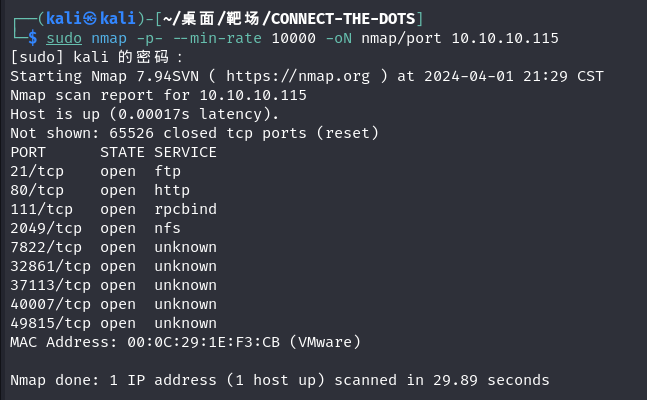 ┌──(kali㉿kali)-[~/桌面/靶场/CONNECT-THE-DOTS]
└─$ sudo nmap -p- --min-rate 10000 -oN nmap/port 10.10.10.115
[sudo] kali 的密码：
Starting Nmap 7.94SVN ( https://nmap.org ) at 2024-04-01 21:29 CST
Nmap scan report for 10.10.10.115
Host is up (0.00017s latency).
Not shown: 65526 closed tcp ports (reset)
PORT      STATE SERVICE
21/tcp    open  ftp
80/tcp    open  http
111/tcp   open  rpcbind
2049/tcp  open  nfs
7822/tcp  open  unknown
32861/tcp open  unknown
37113/tcp open  unknown
40007/tcp open  unknown
49815/tcp open  unknown
MAC Address: 00:0C:29:1E:F3:CB (VMware)
Nmap done: 1 IP address (1 host up) scanned in 29.89 seconds